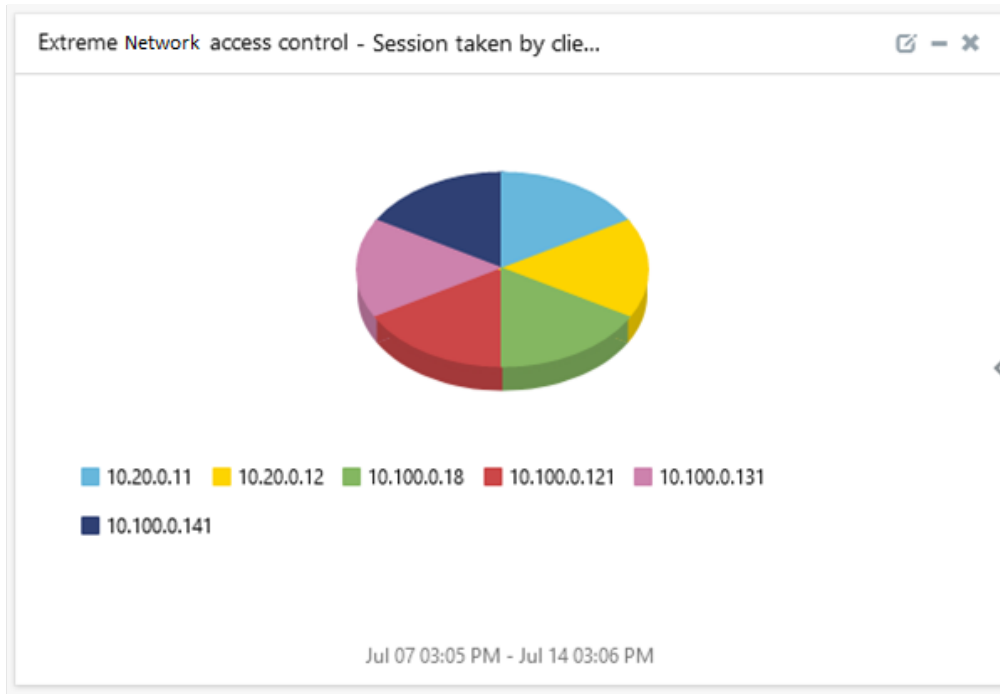 Extreme Network access control - Session taken by clie...
10.20.0.11 10.20.0.12 10.100.0.18 10.100.0.121 10.100.0.131
10.100.0.141
Jul 07 03:05 PM - Jul 14 03:06 PM